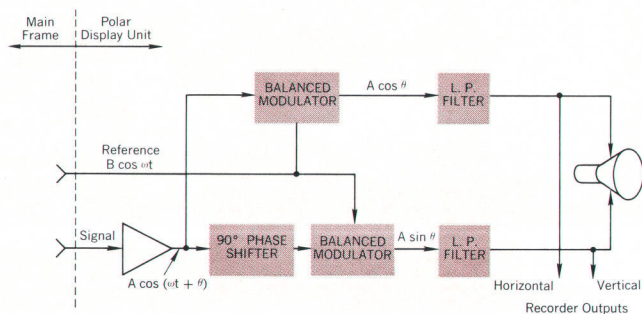 Main
Frame
Polar
Display Unit
BALANCED
MODULATOR
A cos θ
L. P.
FILTER
Reference
B cos ωt
Signal
90° PHASE
SHIFTER
BALANCED
MODULATOR
A sin θ
L. P.
FILTER
A cos (ωt + θ)
Horizontal
Vertical
Recorder Outputs